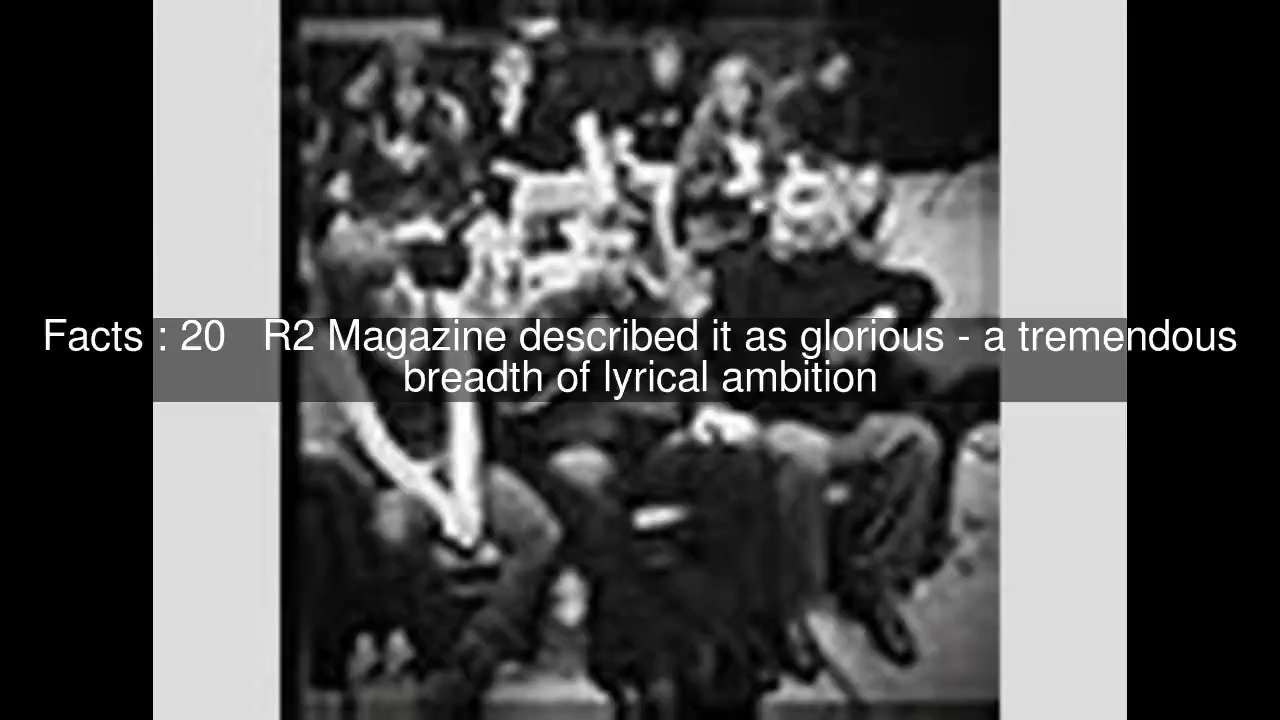 Facts : 20   R2 Magazine described it as glorious - a tremendous
breadth of lyrical ambition